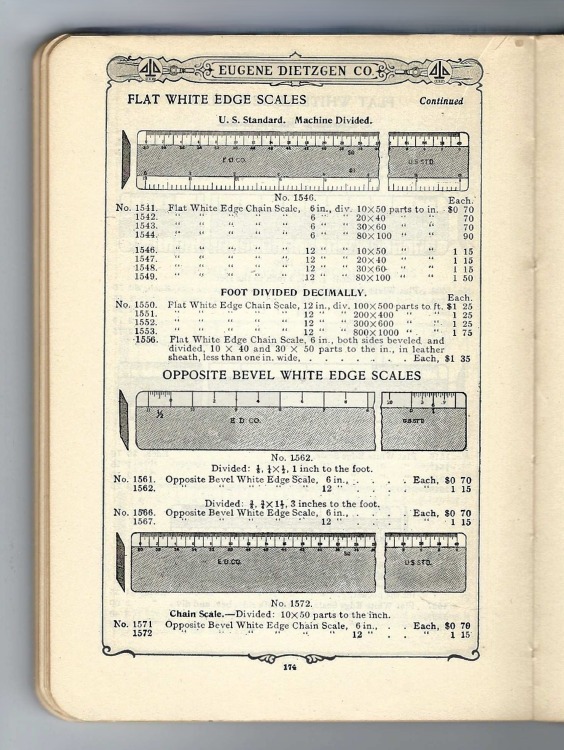 EUGENE DIETZGEN CO.
FLAT WHITE EDGE SCALES Continued
U. S. Standard. Machine Divided.
E D CO. 50 U S STD
No. 1546. Each.
No. 1541. Flat White Edge Chain Scale, 6 in., div. 10×50 parts to in. $0 70
1542. " " " " " 6 " " 20×40 " " 70
1543. " " " " " 6 " " 30×60 " " 70
1544. " " " " " 6 " " 80×100 " " 90
1546. " " " " " 12 " " 10×50 " " 1 15
1547. " " " " " 12 " " 20×40 " " 1 15
1548. " " " " " 12 " " 30×60 " " 1 15
1549. " " " " " 12 " " 80×100 " " 1 50
FOOT DIVIDED DECIMALLY. Each.
No. 1550. Flat White Edge Chain Scale, 12 in., div. 100×500 parts to ft. $1 25
1551. " " " " " 12 " " 200×400 " " 1 25
1552. " " " " " 12 " " 300×600 " " 1 25
1553. " " " " " 12 " " 800×1000 " " 1 75
1556. Flat White Edge Chain Scale, 6 in., both sides beveled and
divided, 10 × 40 and 30 × 50 parts to the in., in leather
sheath, less than one in. wide, . . . . . . . Each, $1 35
OPPOSITE BEVEL WHITE EDGE SCALES
½ E D CO. U S STD
No. 1562.
Divided: 1 inch to the foot.
No. 1561. Opposite Bevel White Edge Scale, 6 in., . . . . Each, $0 70
1562. " " " " " 12 " . . . . " 1 15
Divided: 3 inches to the foot.
No. 1566. Opposite Bevel White Edge Scale, 6 in., . . . . Each, $0 70
1567. " " " " " 12 " . . . . " 1 15
E.D.CO. 50 U S STD.
No. 1572.
Chain Scale.—Divided: 10×50 parts to the inch.
No. 1571 Opposite Bevel White Edge Chain Scale, 6 in., . . Each, $0 70
1572 " " " " " " 12 " . . " 1 15
174